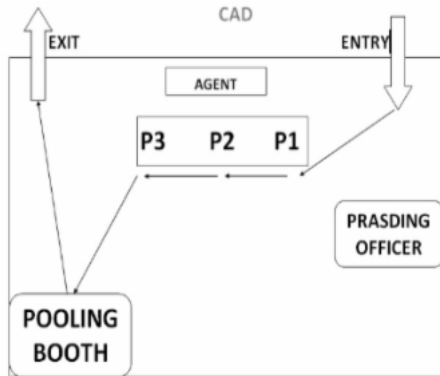 CAD
EXIT
ENTRY
AGENT
P3 P2 P1
PRASDING
OFFICER
POOLING
BOOTH